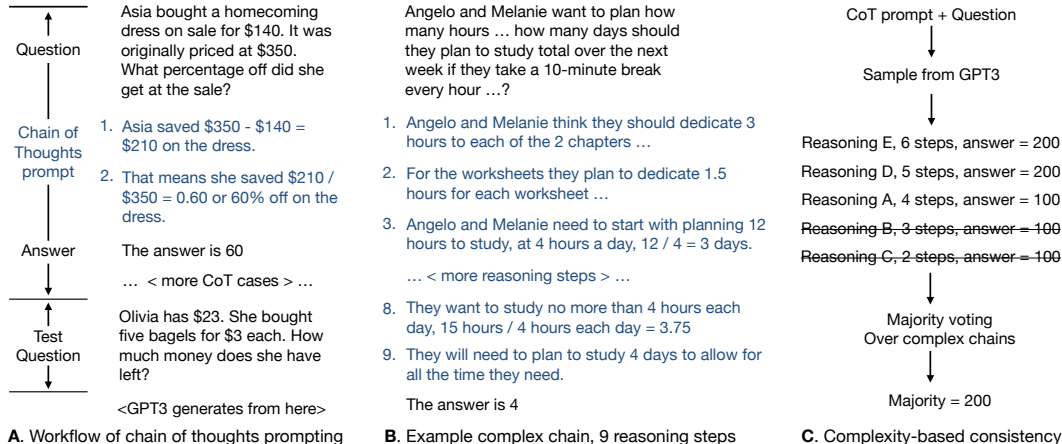 Question
Chain of
Thoughts
prompt
Answer
Test
Question
Asia bought a homecoming
dress on sale for $140. It was
originally priced at $350.
What percentage off did she
get at the sale?
1. Asia saved $350 - $140 =
$210 on the dress.
2. That means she saved $210 /
$350 = 0.60 or 60% off on the
dress.
The answer is 60
… < more CoT cases > …
Olivia has $23. She bought
five bagels for $3 each. How
much money does she have
left?
<GPT3 generates from here>
A. Workflow of chain of thoughts prompting
Angelo and Melanie want to plan how
many hours … how many days should
they plan to study total over the next
week if they take a 10-minute break
every hour …?
1. Angelo and Melanie think they should dedicate 3
hours to each of the 2 chapters …
2. For the worksheets they plan to dedicate 1.5
hours for each worksheet …
3. Angelo and Melanie need to start with planning 12
hours to study, at 4 hours a day, 12 / 4 = 3 days.
… < more reasoning steps > …
8. They want to study no more than 4 hours each
day, 15 hours / 4 hours each day = 3.75
9. They will need to plan to study 4 days to allow for
all the time they need.
The answer is 4
B. Example complex chain, 9 reasoning steps
CoT prompt + Question
Sample from GPT3
Reasoning E, 6 steps, answer = 200
Reasoning D, 5 steps, answer = 200
Reasoning A, 4 steps, answer = 100
Reasoning B, 3 steps, answer = 100
Reasoning C, 2 steps, answer = 100
Majority voting
Over complex chains
Majority = 200
C. Complexity-based consistency